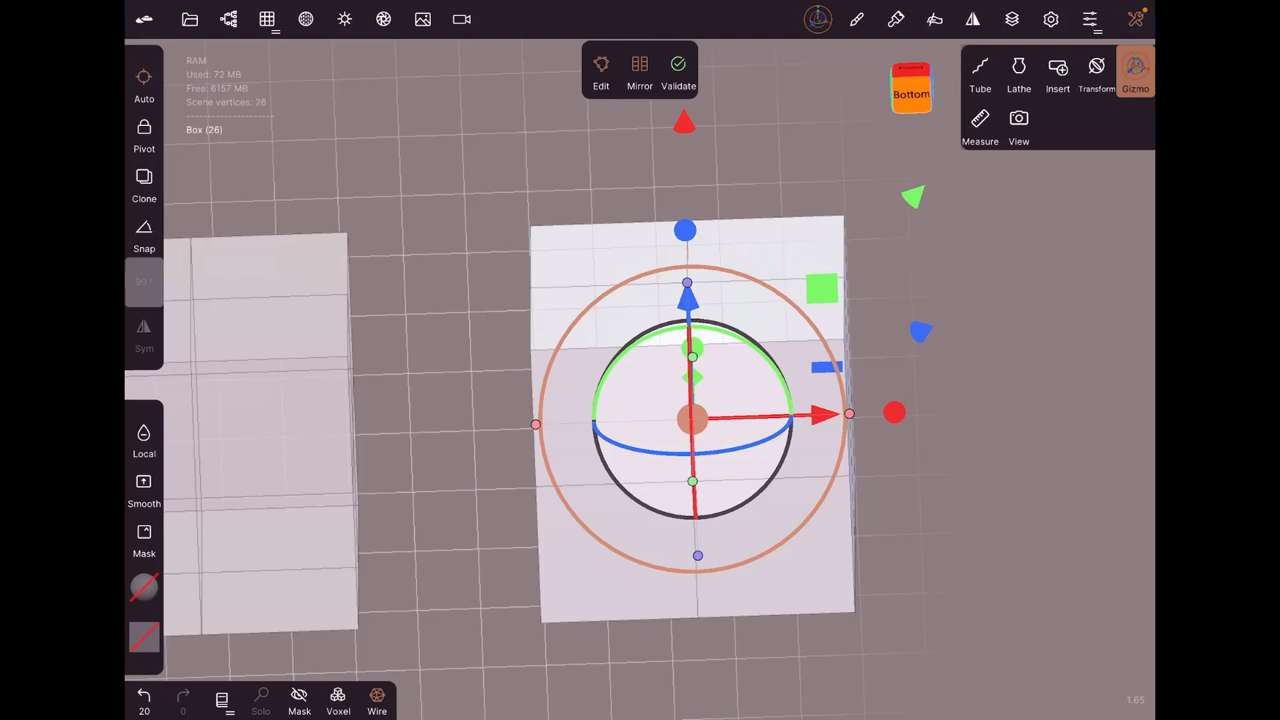 RAM
Used: 72 MB
Free: 6157 MB
Scene vertices: 26
Box (26)
Edit
Mirror
Validate
Bottom
Tube
Lathe
Insert
Transform
Gizmo
Measure
View
Auto
Pivot
Clone
Snap
90 °
Sym
Local
Smooth
Mask
20
0
Solo
Mask
Voxel
Wire
1.65